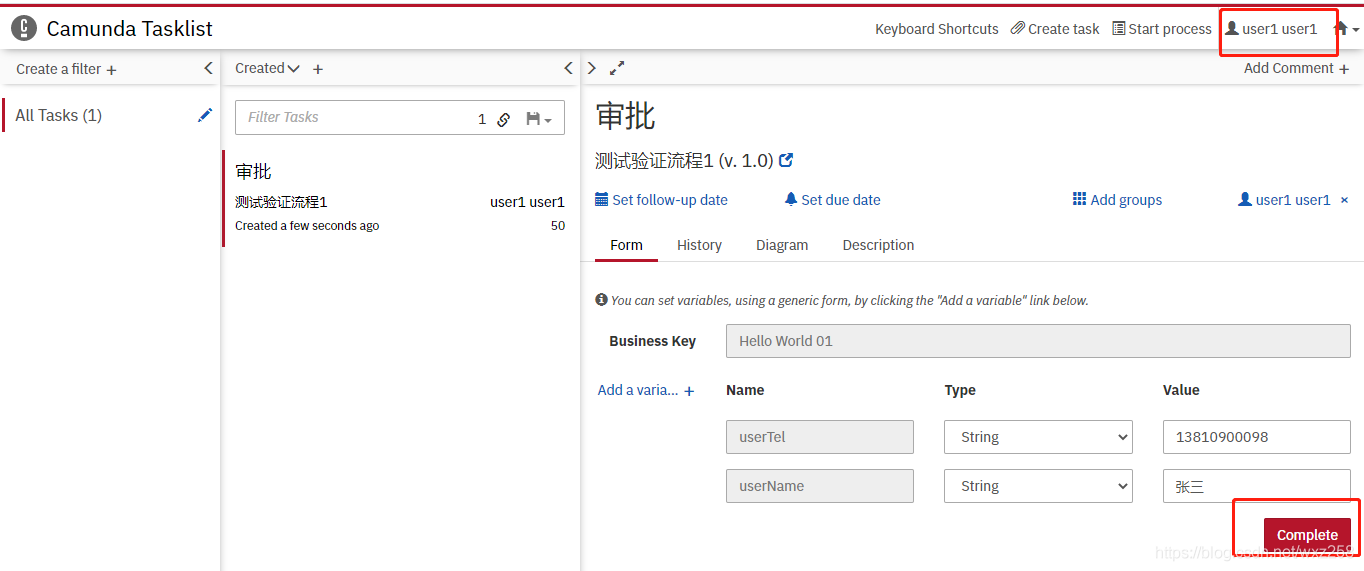 Camunda Tasklist
Keyboard Shortcuts Create task Start process user1 user1
Create a filter +
Created +
Add Comment +
All Tasks (1)
Filter Tasks 1
审批
测试验证流程1 user1 user1
Created a few seconds ago 50
审批
测试验证流程1 (v. 1.0)
Set follow-up date Set due date Add groups user1 user1 ×
Form History Diagram Description
You can set variables, using a generic form, by clicking the "Add a variable" link below.
Business Key Hello World 01
Add a varia... + Name Type Value
userTel String 13810900098
userName String 张三
Complete
https://blog.csdn.net/wxz258